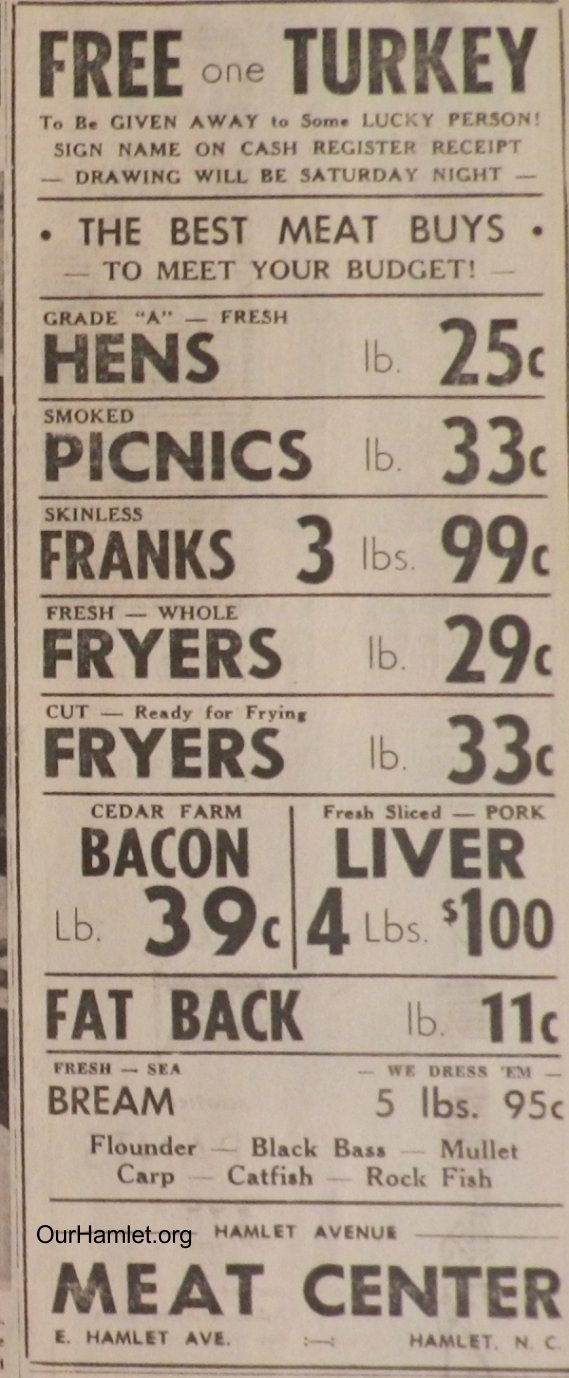 FREE one TURKEY
To Be GIVEN AWAY to Some LUCKY PERSON!
SIGN NAME ON CASH REGISTER RECEIPT
— DRAWING WILL BE SATURDAY NIGHT —
• THE BEST MEAT BUYS •
— TO MEET YOUR BUDGET! —
GRADE "A" — FRESH
HENS lb. 25c
SMOKED
PICNICS lb. 33c
SKINLESS
FRANKS 3 lbs. 99c
FRESH — WHOLE
FRYERS lb. 29c
CUT — Ready for Frying
FRYERS lb. 33c
CEDAR FARM
BACON
Lb. 39c
Fresh Sliced — PORK
LIVER
4 Lbs. $100
FAT BACK lb. 11c
FRESH — SEA — WE DRESS 'EM —
BREAM 5 lbs. 95c
Flounder — Black Bass — Mullet
Carp — Catfish — Rock Fish
OurHamlet.org
HAMLET AVENUE
MEAT CENTER
E. HAMLET AVE. :—: HAMLET, N. C.